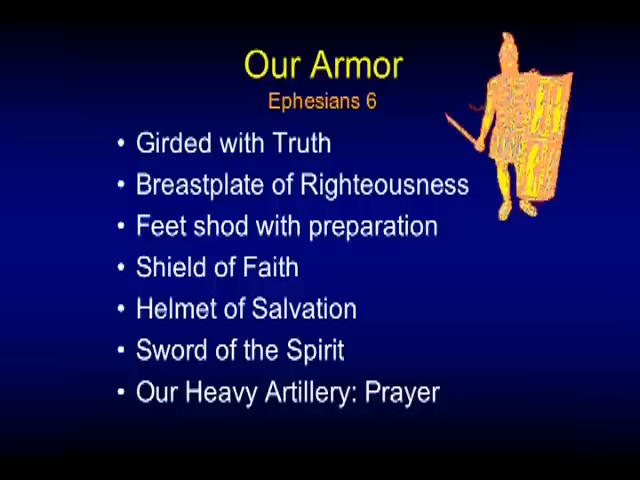 Our Armor
Ephesians 6
• Girded with Truth
• Breastplate of Righteousness
• Feet shod with preparation
• Shield of Faith
• Helmet of Salvation
• Sword of the Spirit
• Our Heavy Artillery: Prayer